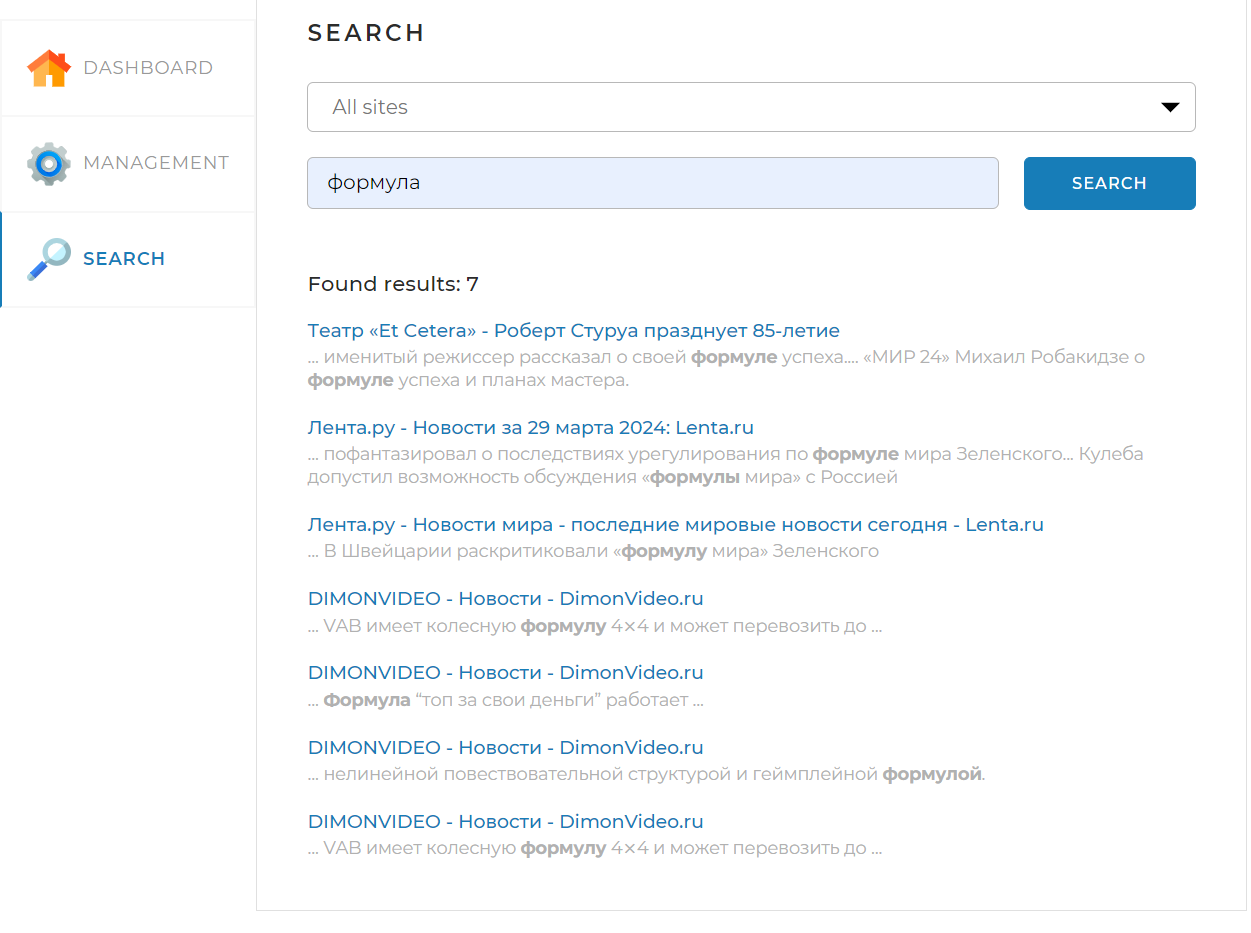 SEARCH
DASHBOARD
All sites
MANAGEMENT
формула
SEARCH
SEARCH
Found results: 7
Театр «Et Cetera» - Роберт Стуруа празднует 85-летие
... именитый режиссер рассказал о своей формуле успеха.... «МИР 24» Михаил Робакидзе о
формуле успеха и планах мастера.
Лента.ру - Новости за 29 марта 2024: Lenta.ru
... пофантазировал о последствиях урегулирования по формуле мира Зеленского... Кулеба
допустил возможность обсуждения «формулы мира» с Россией
Лента.ру - Новости мира - последние мировые новости сегодня - Lenta.ru
... В Швейцарии раскритиковали «формулу мира» Зеленского
DIMONVIDEO - Новости - DimonVideo.ru
... VAB имеет колесную формулу 4×4 и может перевозить до ...
DIMONVIDEO - Новости - DimonVideo.ru
... Формула “топ за свои деньги” работает ...
DIMONVIDEO - Новости - DimonVideo.ru
... нелинейной повествовательной структурой и геймплейной формулой.
DIMONVIDEO - Новости - DimonVideo.ru
... VAB имеет колесную формулу 4×4 и может перевозить до ...